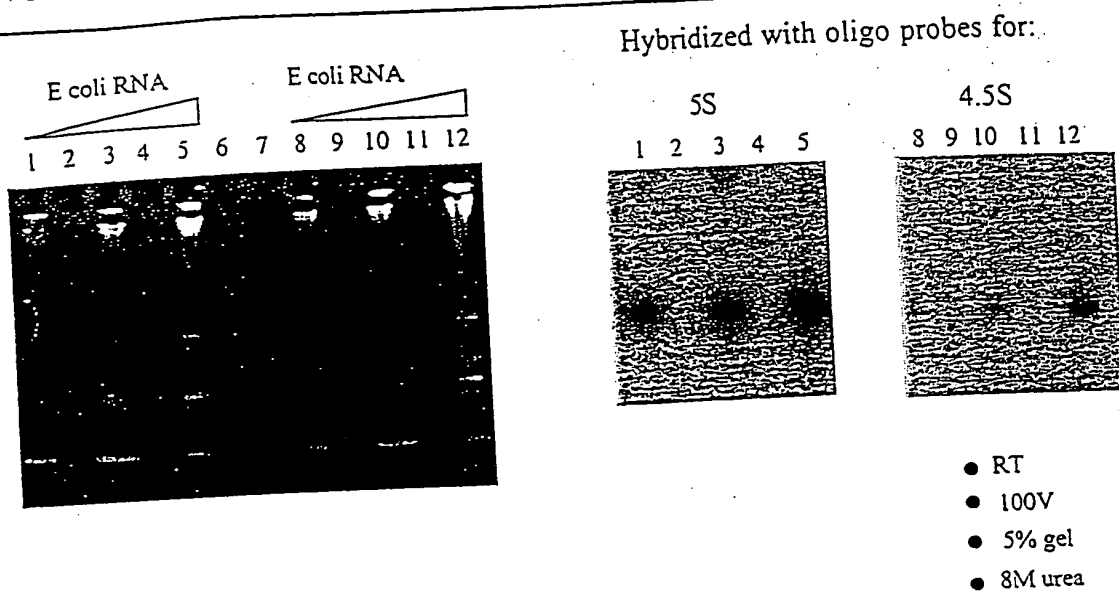 Hybridized with oligo probes for:
E coli RNA
E coli RNA
5S
4.5S
1 2 3 4 5 6 7 8 9 10 11 12
1 2 3 4 5
8 9 10 11 12
● RT
● 100V
● 5% gel
● 8M urea